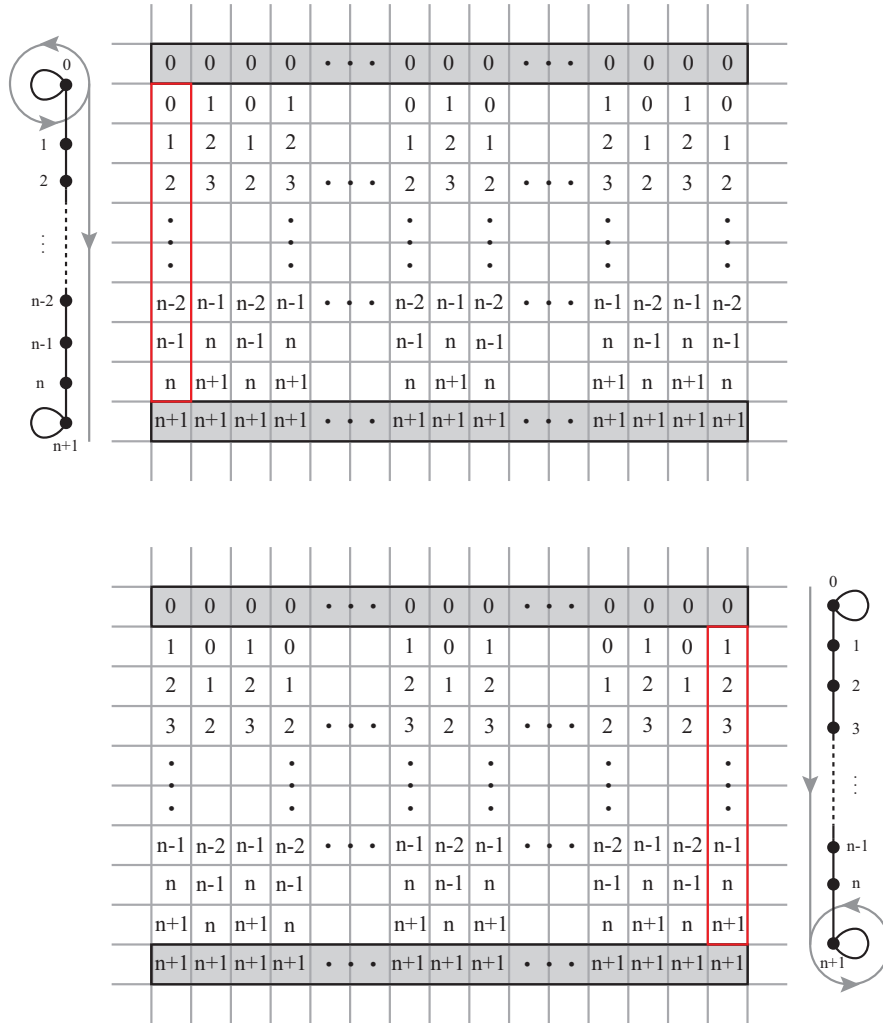 0
1
2
⋮
n-2
n-1
n
n+1
0 0 0 0 · · · 0 0 0 · · · 0 0 0 0
0 1 0 1 0 1 0 1 0 1 0
1 2 1 2 1 2 1 2 1 2 1
2 3 2 3 · · · 2 3 2 · · · 3 2 3 2
n-2 n-1 n-2 n-1 · · · n-2 n-1 n-2 · · · n-1 n-2 n-1 n-2
n-1 n n-1 n n-1 n n-1 n n-1 n n-1
n n+1 n n+1 n n+1 n n+1 n n+1 n
n+1 n+1 n+1 n+1 · · · n+1 n+1 n+1 · · · n+1 n+1 n+1 n+1
0 0 0 0 · · · 0 0 0 · · · 0 0 0 0
1 0 1 0 1 0 1 0 1 0 1
2 1 2 1 2 1 2 1 2 1 2
3 2 3 2 · · · 3 2 3 · · · 2 3 2 3
n-1 n-2 n-1 n-2 · · · n-1 n-2 n-1 · · · n-2 n-1 n-2 n-1
n n-1 n n-1 n n-1 n n-1 n n-1 n
n+1 n n+1 n n+1 n n+1 n n+1 n n+1
n+1 n+1 n+1 n+1 · · · n+1 n+1 n+1 · · · n+1 n+1 n+1 n+1
0
1
2
3
⋮
n-1
n
n+1